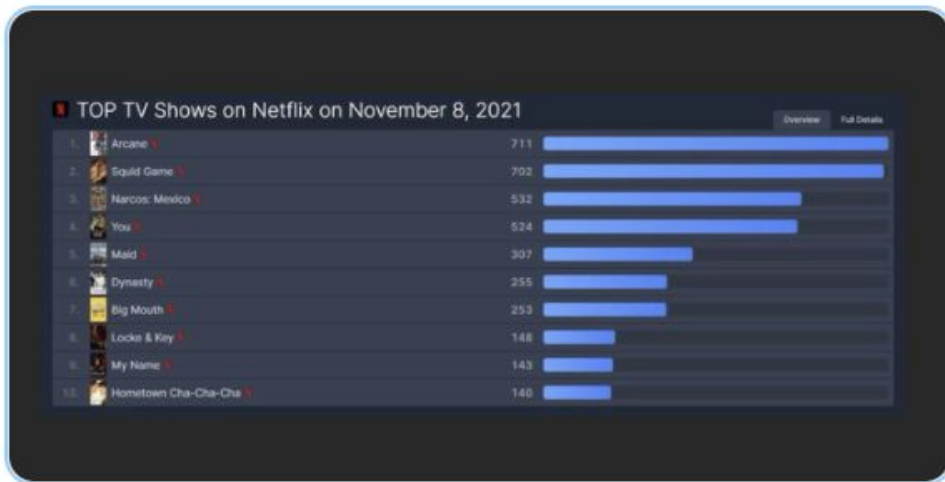 TOP TV Shows on Netflix on November 8, 2021
Overview Full Details
1. Arcane 711
2. Squid Game 702
3. Narcos: Mexico 532
4. You 524
5. Maid 307
6. Dynasty 255
7. Big Mouth 253
8. Locke & Key 148
9. My Name 143
10. Hometown Cha-Cha-Cha 140